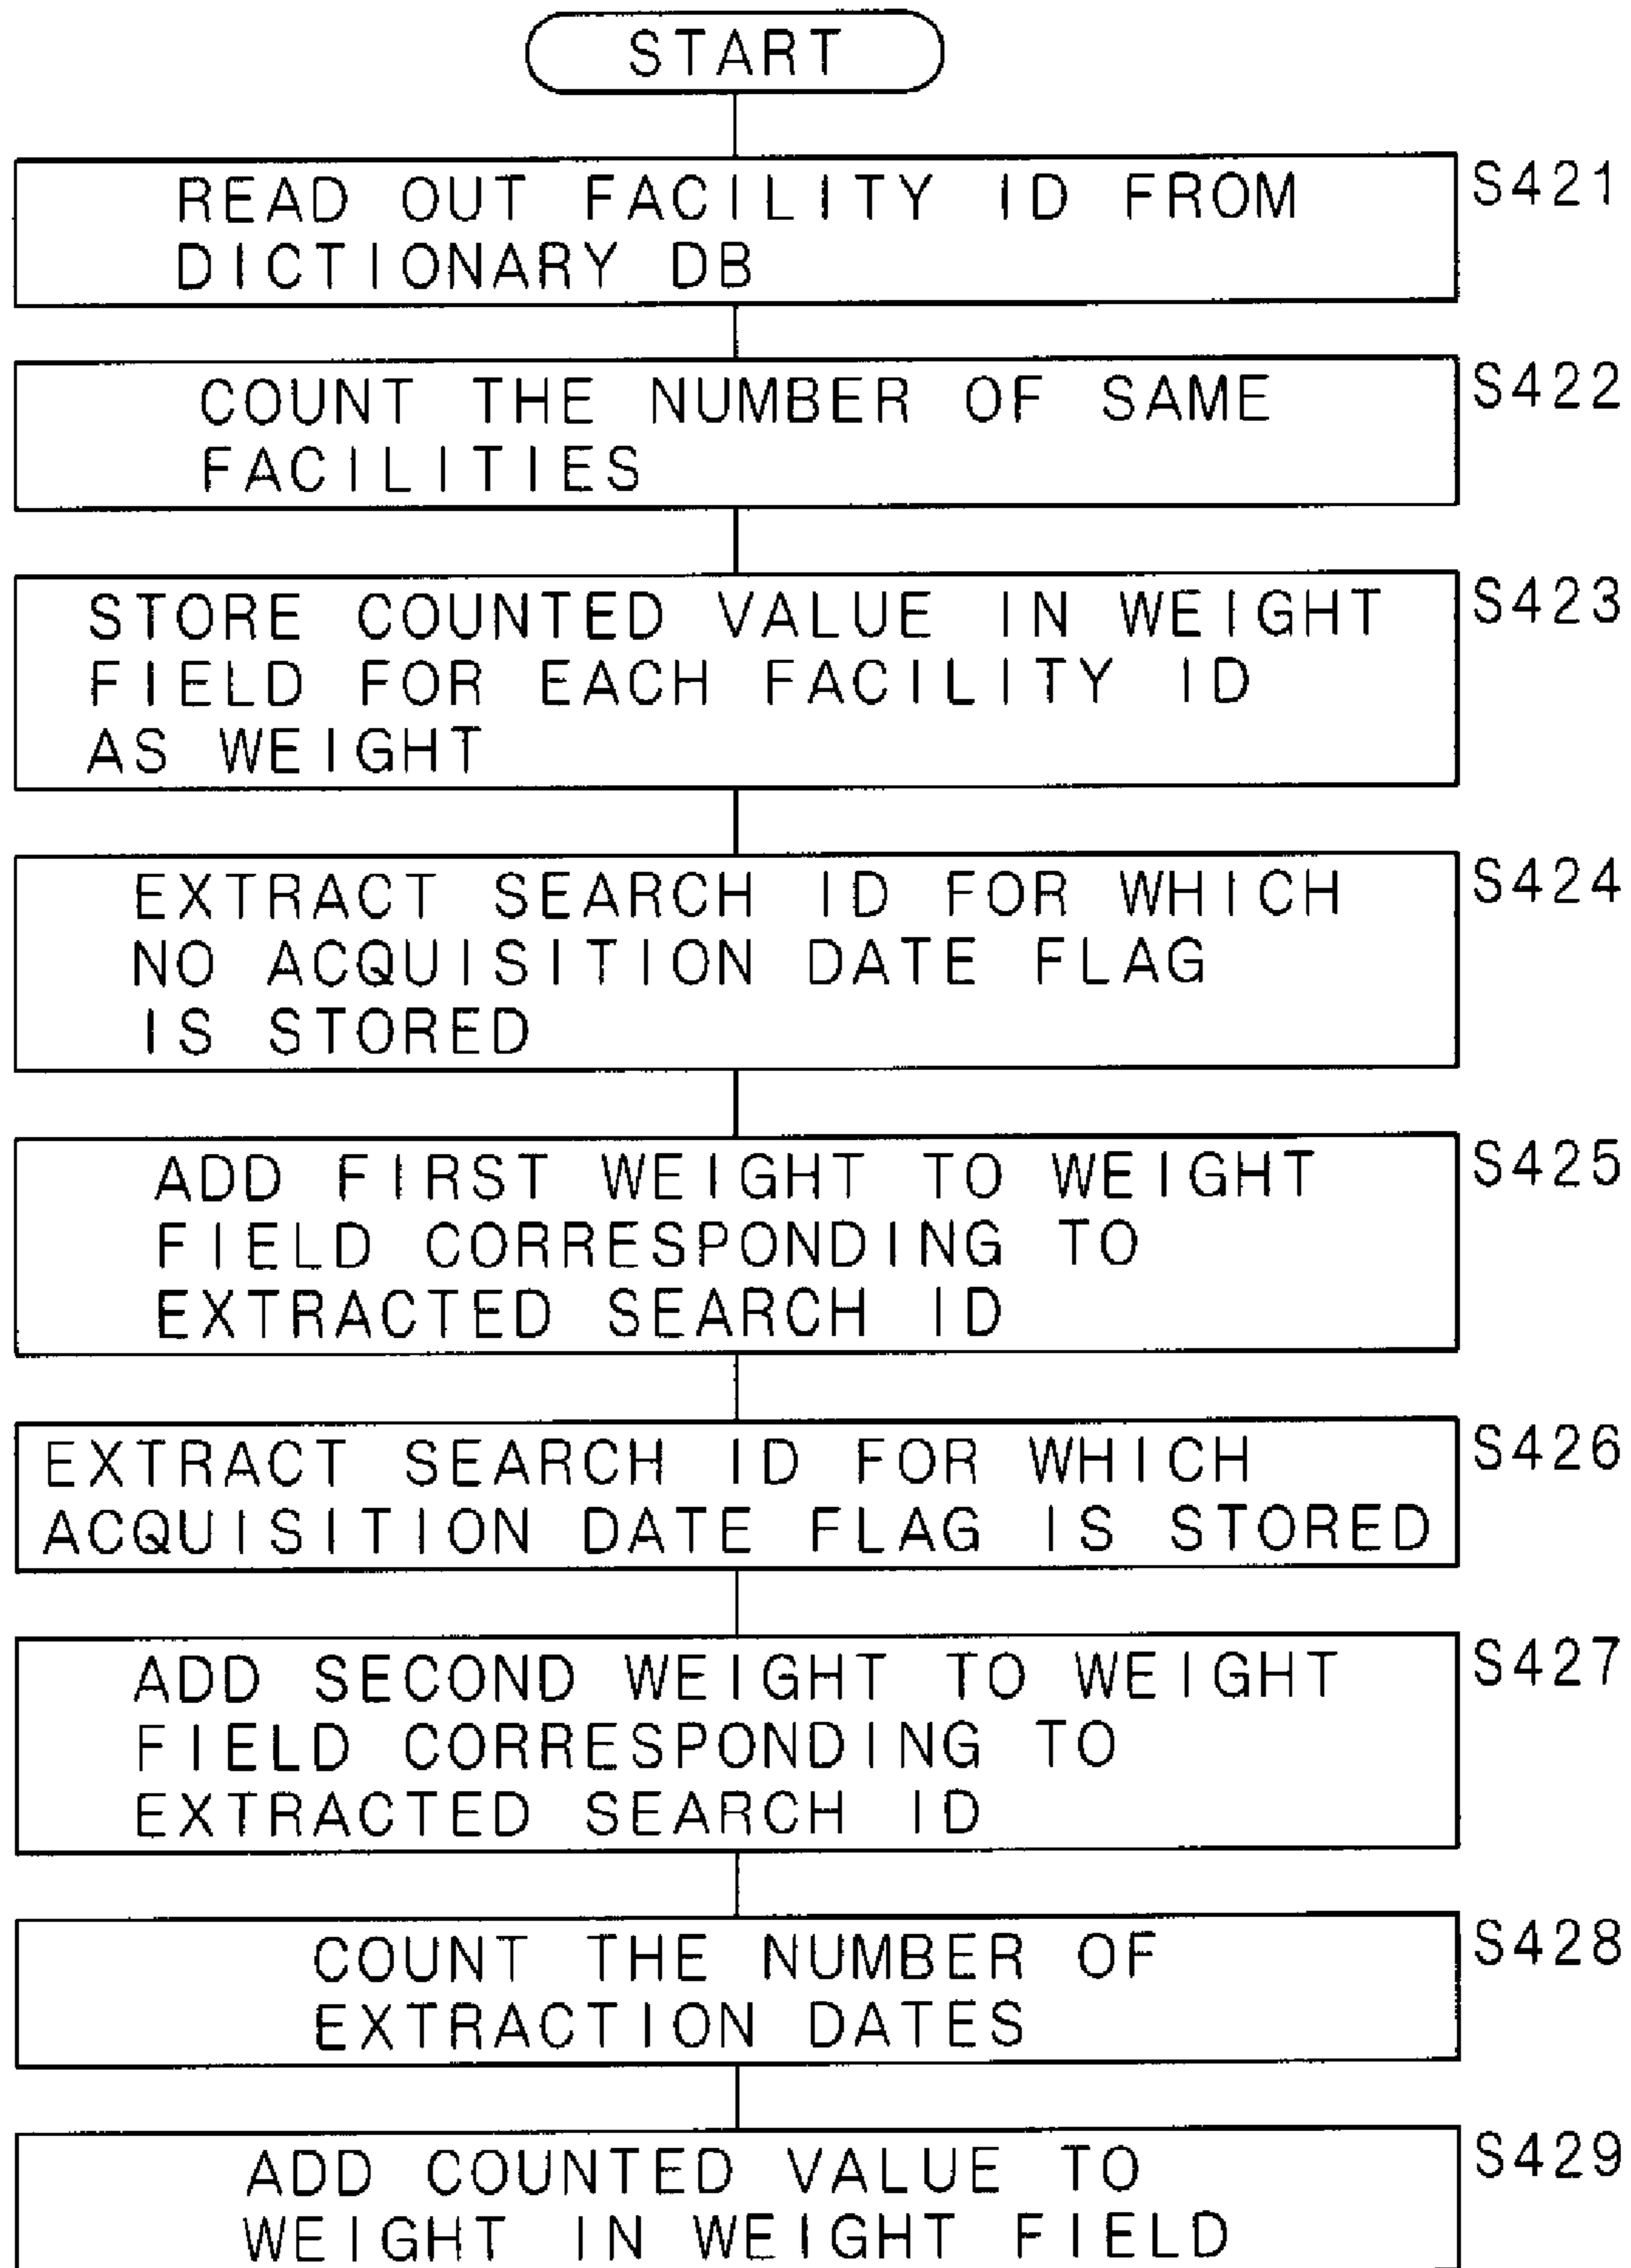 START
READ OUT FACILITY ID FROM
DICTIONARY DB
S421
COUNT THE NUMBER OF SAME
FACILITIES
S422
STORE COUNTED VALUE IN WEIGHT
FIELD FOR EACH FACILITY ID
AS WEIGHT
S423
EXTRACT SEARCH ID FOR WHICH
NO ACQUISITION DATE FLAG
IS STORED
S424
ADD FIRST WEIGHT TO WEIGHT
FIELD CORRESPONDING TO
EXTRACTED SEARCH ID
S425
EXTRACT SEARCH ID FOR WHICH
ACQUISITION DATE FLAG IS STORED
S426
ADD SECOND WEIGHT TO WEIGHT
FIELD CORRESPONDING TO
EXTRACTED SEARCH ID
S427
COUNT THE NUMBER OF
EXTRACTION DATES
S428
ADD COUNTED VALUE TO
WEIGHT IN WEIGHT FIELD
S429